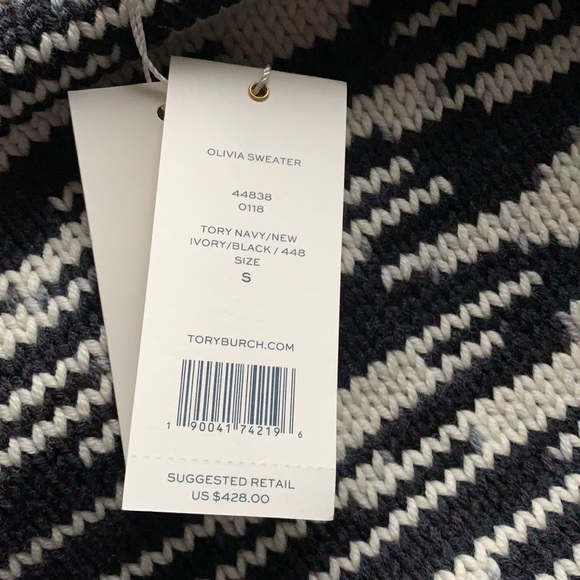 OLIVIA SWEATER
44838
0118
TORY NAVY/NEW
IVORY/BLACK / 448
SIZE
S
TORYBURCH.COM
1 90041 74219 6
SUGGESTED RETAIL
US $428.00